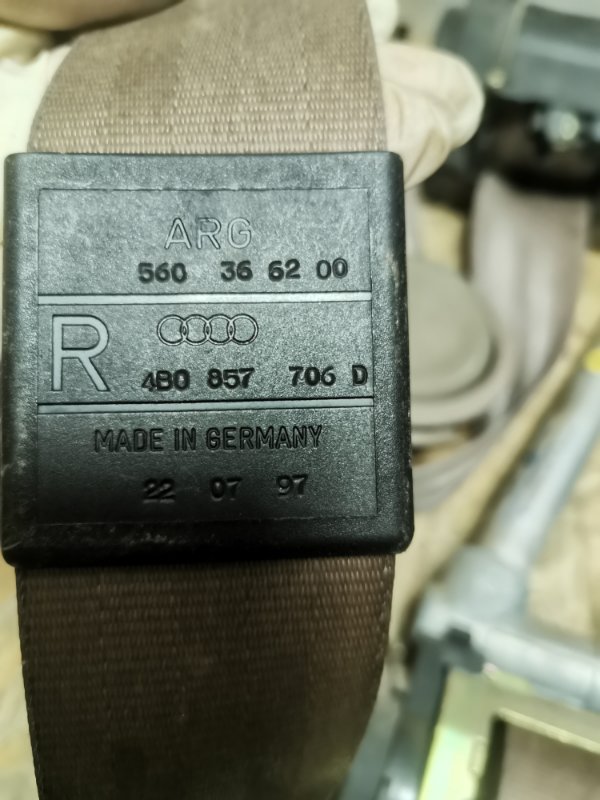 ARG
560 36 62 00
R
4B0 857 706 D
MADE IN GERMANY
22 07 97